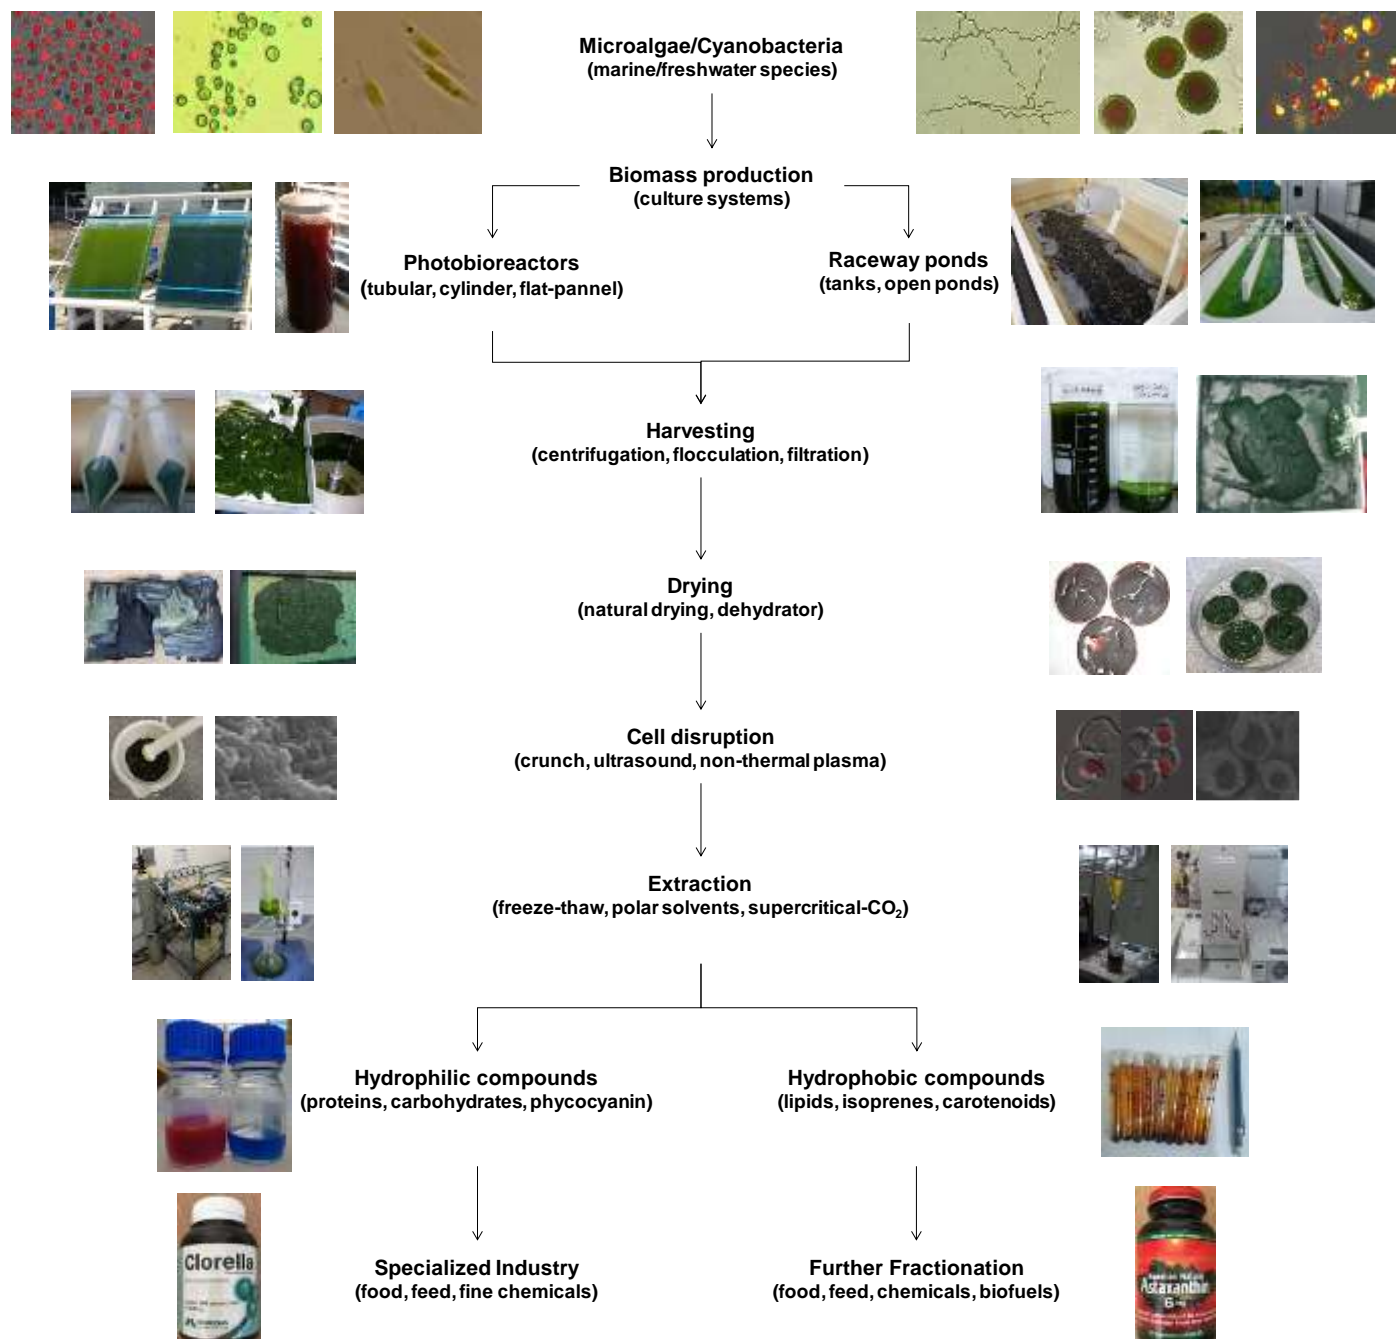 Microalgae/Cyanobacteria
(marine/freshwater species)
Biomass production
(culture systems)
Photobioreactors
(tubular, cylinder, flat-pannel)
Raceway ponds
(tanks, open ponds)
Harvesting
(centrifugation, flocculation, filtration)
Drying
(natural drying, dehydrator)
Cell disruption
(crunch, ultrasound, non-thermal plasma)
Extraction
(freeze-thaw, polar solvents, supercritical-CO₂)
Hydrophilic compounds
(proteins, carbohydrates, phycocyanin)
Hydrophobic compounds
(lipids, isoprenes, carotenoids)
Clorella
Astaxanthin
6
Specialized Industry
(food, feed, fine chemicals)
Further Fractionation
(food, feed, chemicals, biofuels)